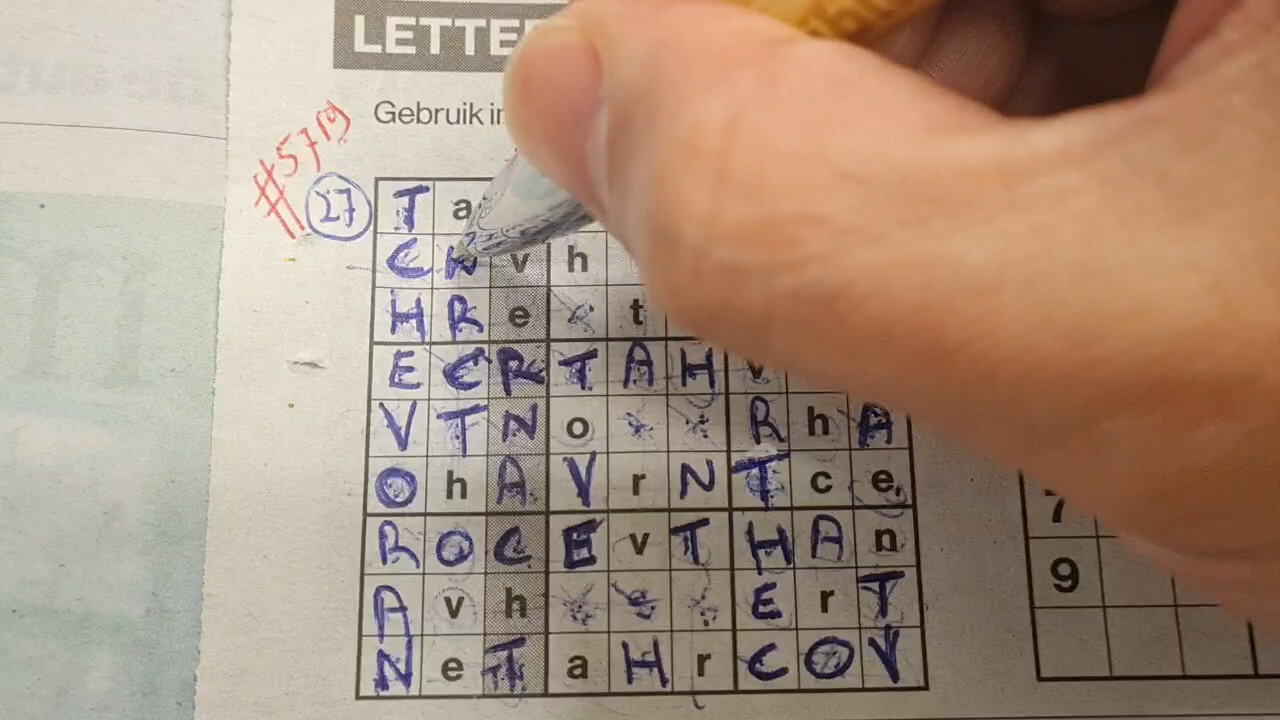 LETTE
Gebruik in
#5719
27 T a
C N v h
H R e t
E C R T A H v
V T N o R h A
O h A V r N T c e
R O C E v T H A n 7
A v h E r T 9
N e T a H r C O V